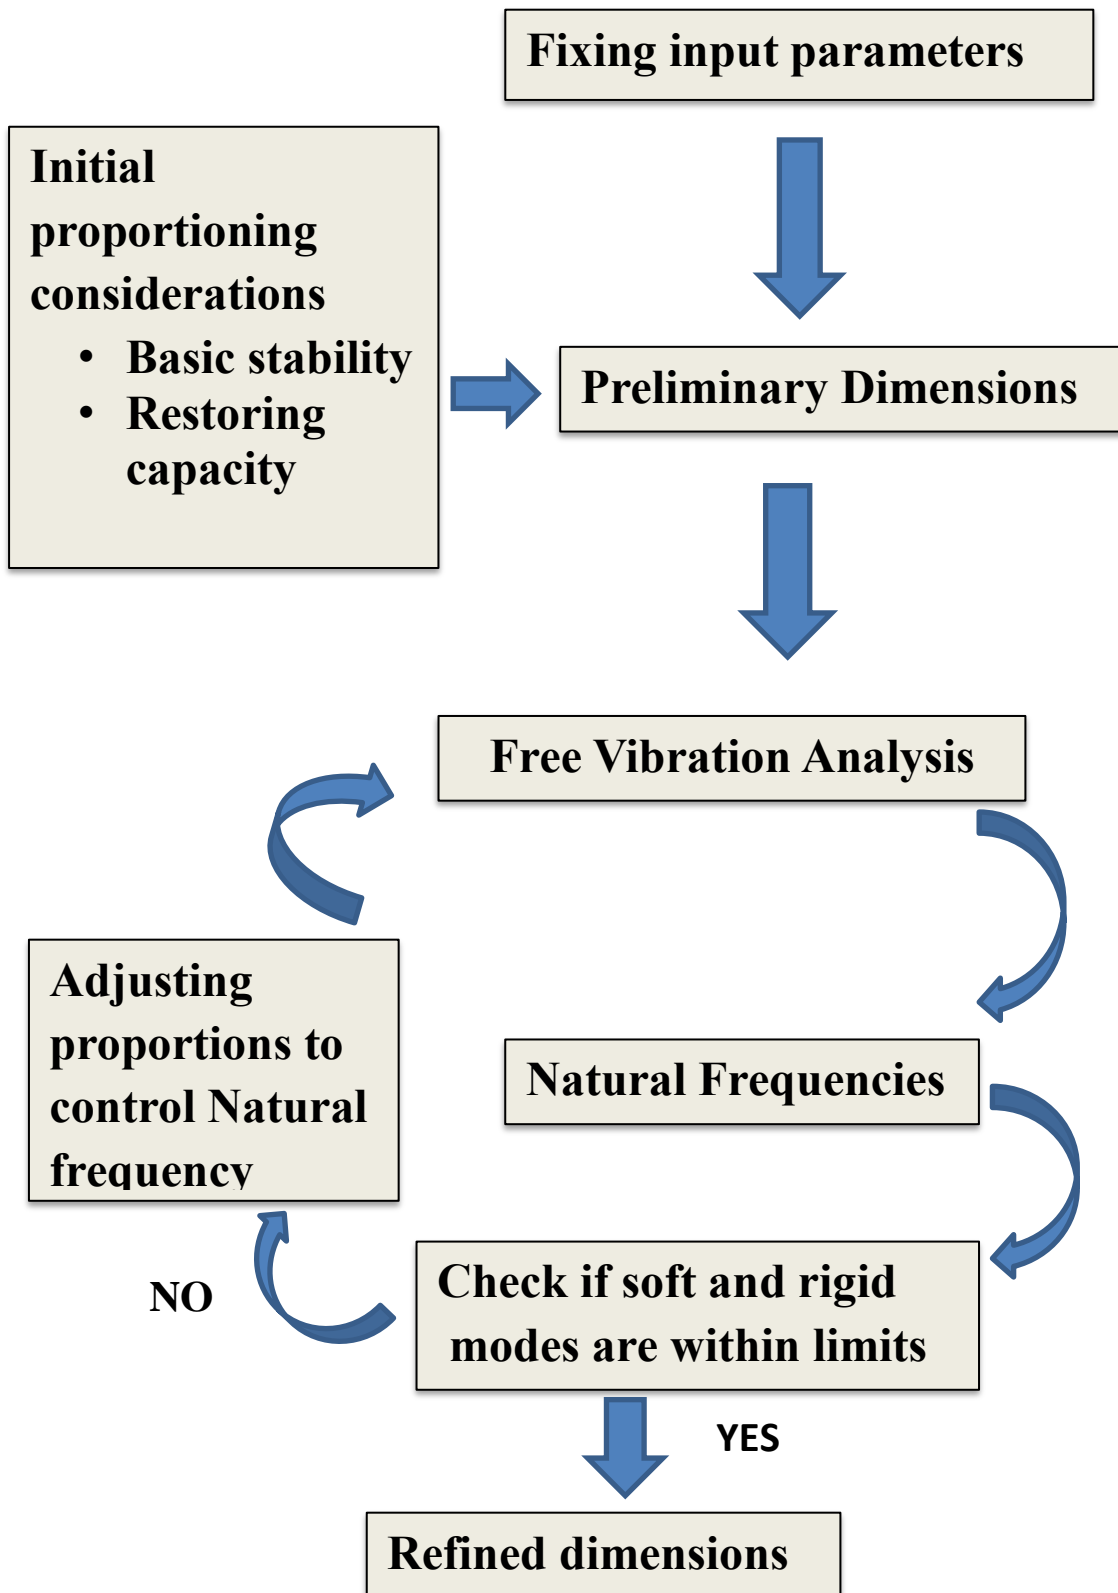 Fixing input parameters
Initial
proportioning
considerations
• Basic stability
• Restoring
capacity
Preliminary Dimensions
Free Vibration Analysis
Adjusting
proportions to
control Natural
frequency
Natural Frequencies
NO
Check if soft and rigid
modes are within limits
YES
Refined dimensions